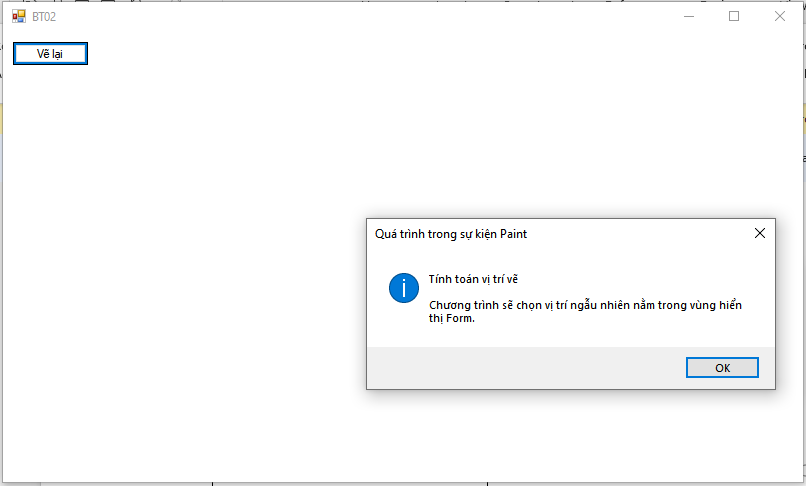 BT02
Vẽ lại
Quá trình trong sự kiện Paint
Tính toán vị trí vẽ
Chương trình sẽ chọn vị trí ngẫu nhiên nằm trong vùng hiển
thị Form.
OK